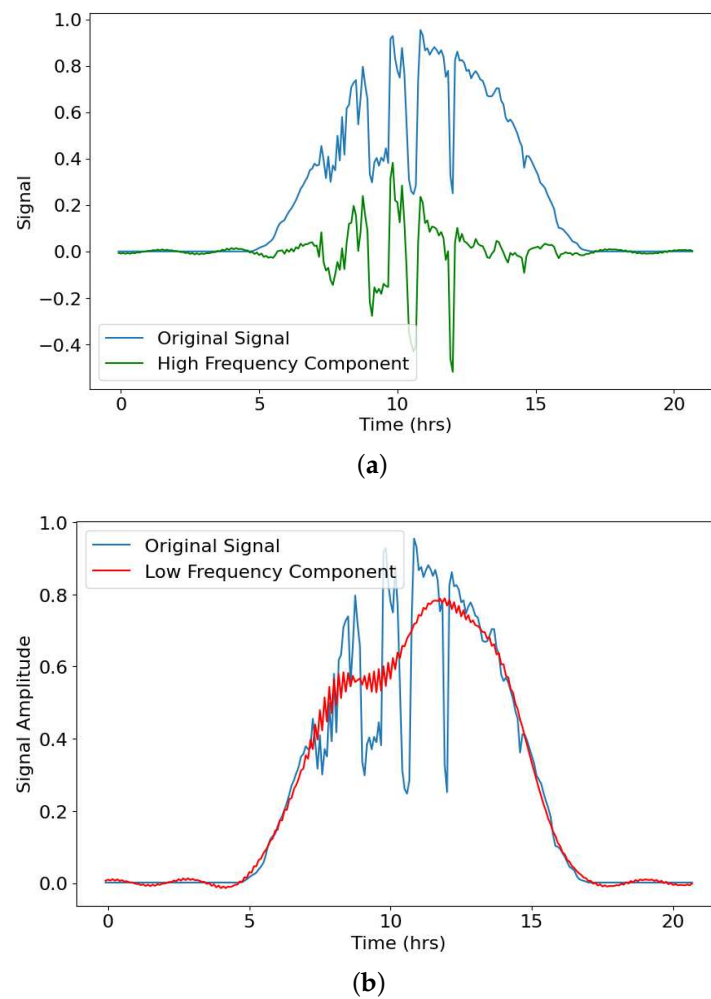 1.0
0.8
0.6
0.4
0.2
0.0
−0.2
−0.4
Signal
Original Signal
High Frequency Component
0 5 10 15 20
Time (hrs)
(a)
1.0
0.8
0.6
0.4
0.2
0.0
Signal Amplitude
Original Signal
Low Frequency Component
0 5 10 15 20
Time (hrs)
(b)